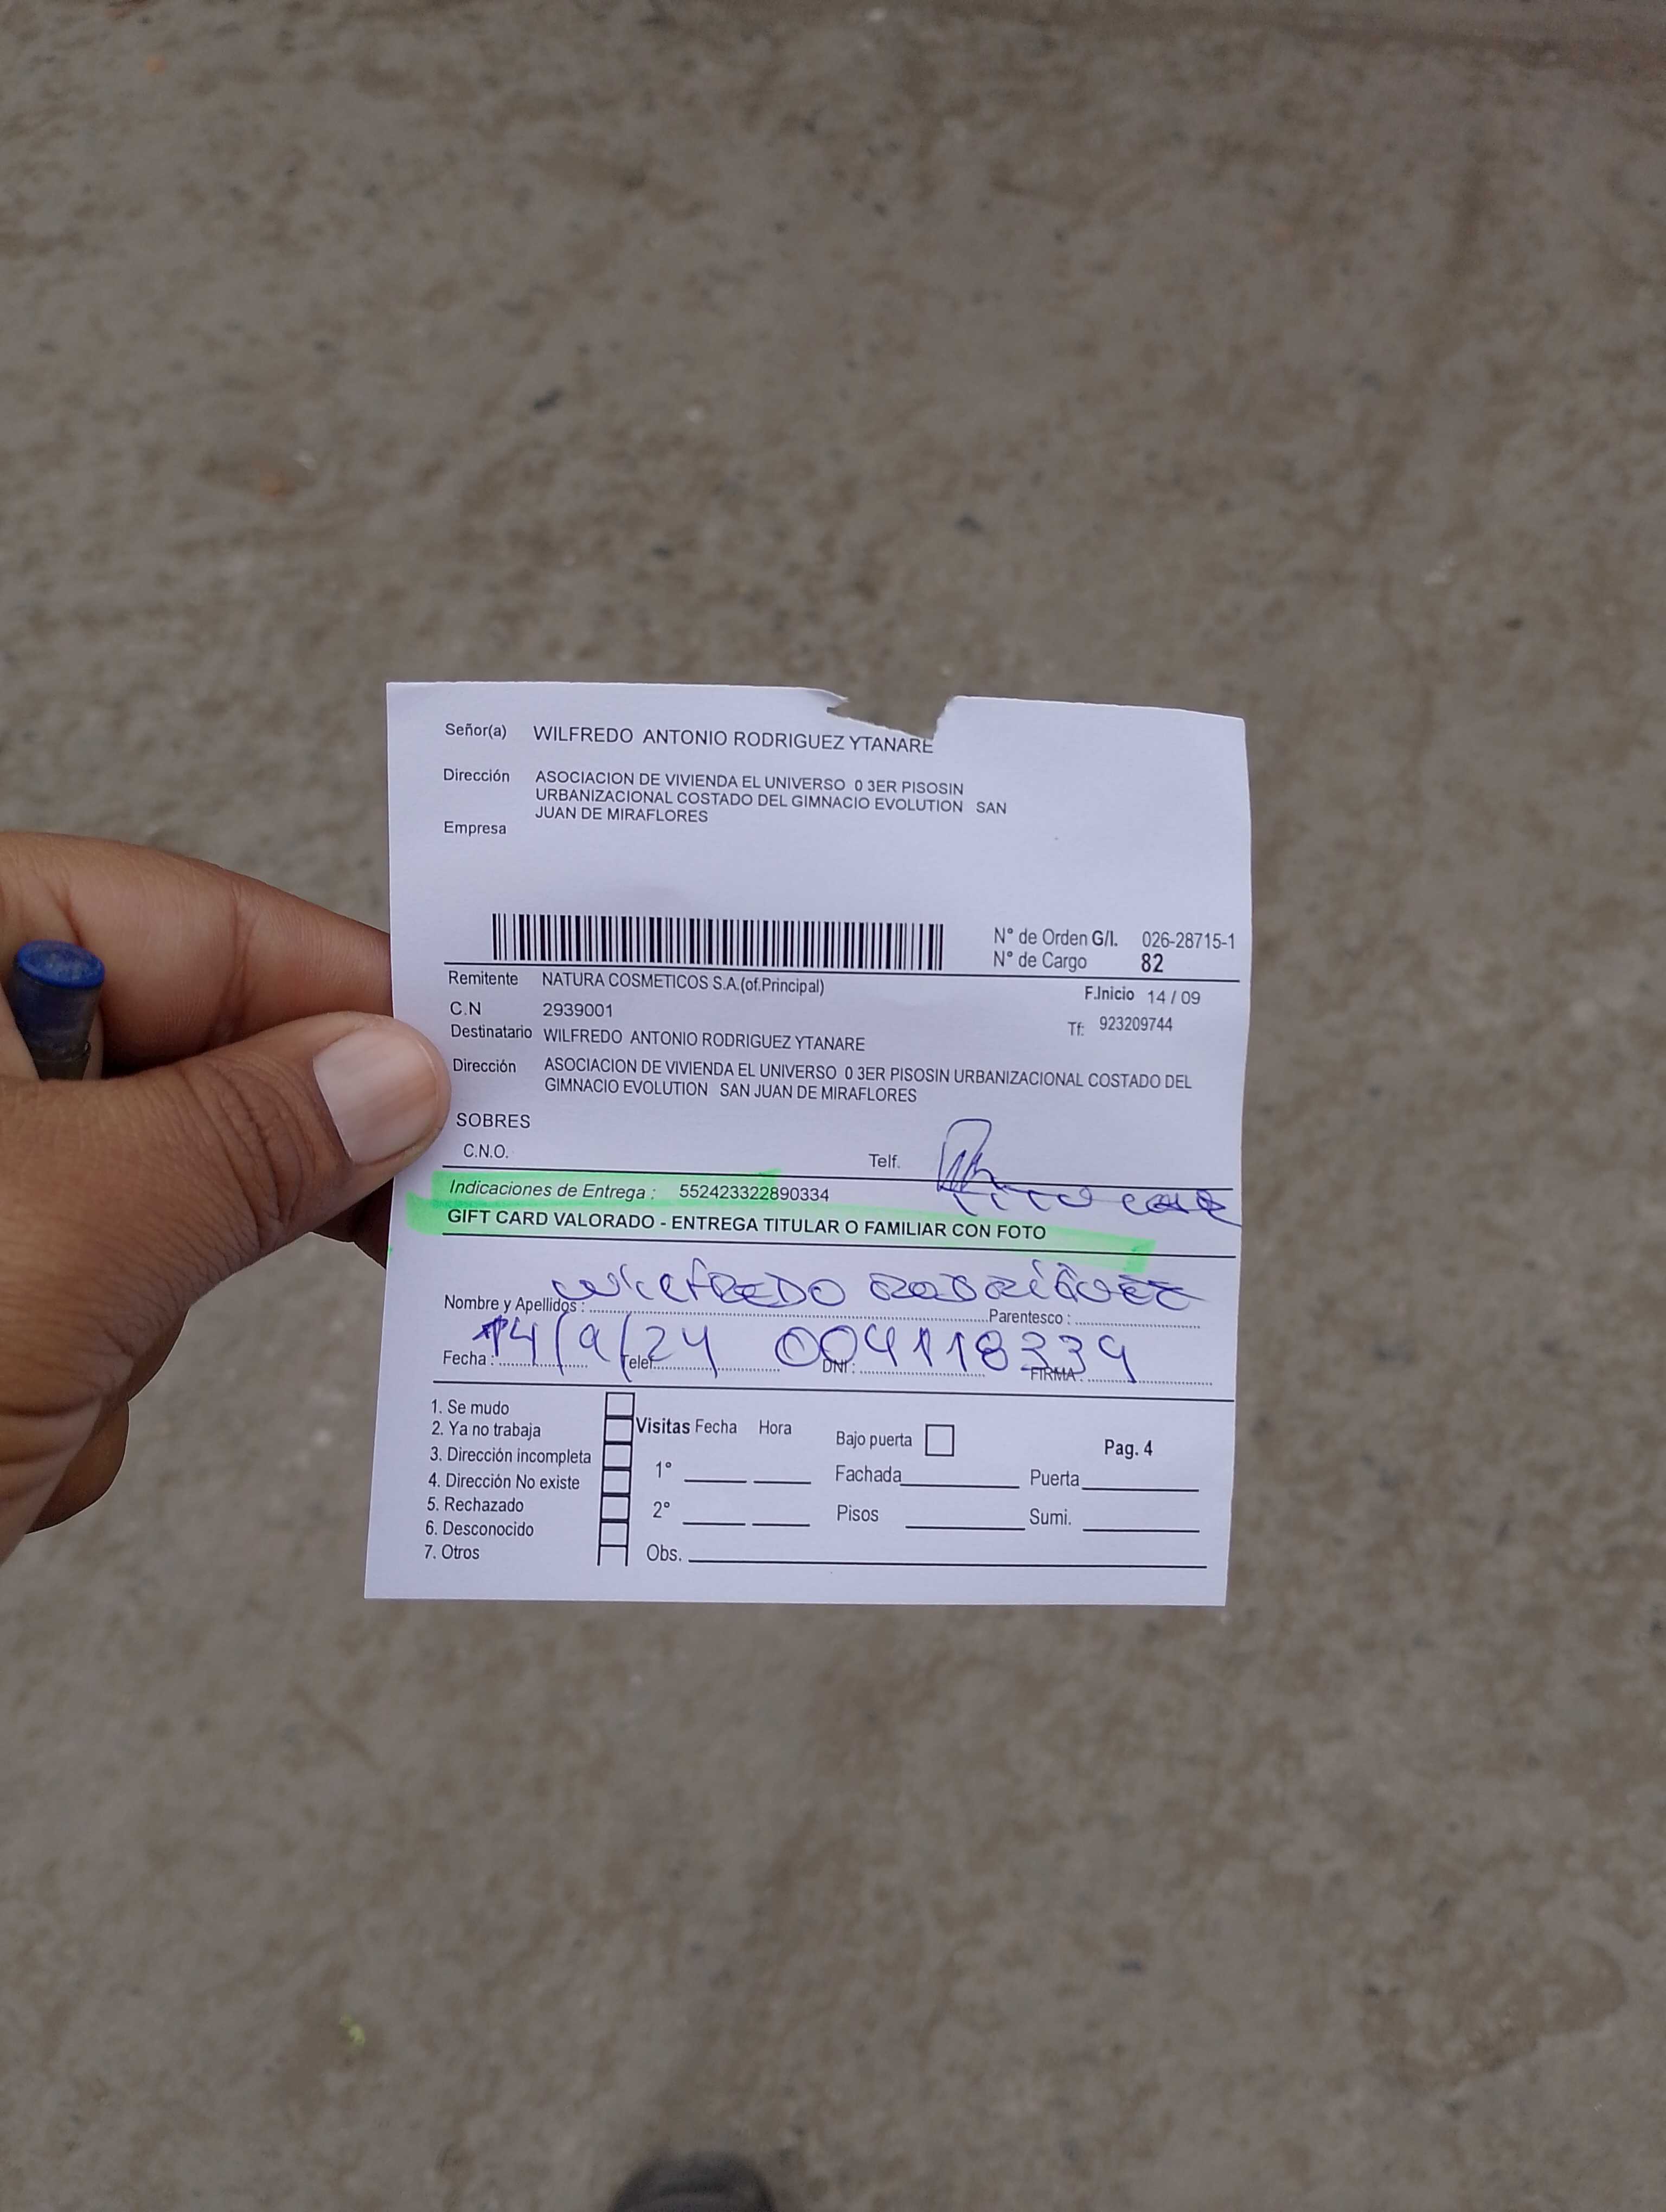 Señor(a) WILFREDO ANTONIO RODRIGUEZ YTANARE
Dirección ASOCIACION DE VIVIENDA EL UNIVERSO 0 3ER PISOSIN
URBANIZACIONAL COSTADO DEL GIMNACIO EVOLUTION SAN
JUAN DE MIRAFLORES
Empresa
N° de Orden G/I. 026-28715-1
N° de Cargo 82
Remitente NATURA COSMETICOS S.A.(of.Principal)
F.Inicio 14 / 09
C.N 2939001
Tf: 923209744
Destinatario WILFREDO ANTONIO RODRIGUEZ YTANARE
Dirección ASOCIACION DE VIVIENDA EL UNIVERSO 0 3ER PISOSIN URBANIZACIONAL COSTADO DEL
GIMNACIO EVOLUTION SAN JUAN DE MIRAFLORES
SOBRES
C.N.O. Telf.
Indicaciones de Entrega : 552423322890334
GIFT CARD VALORADO - ENTREGA TITULAR O FAMILIAR CON FOTO
WilcfREDO RODRiGUEZ
Nombre y Apellidos : Parentesco :
14/9/24 004118339
Fecha : Telef. DNI : FIRMA :
1. Se mudo
2. Ya no trabaja
3. Dirección incompleta
4. Dirección No existe
5. Rechazado
6. Desconocido
7. Otros
Visitas Fecha Hora
1°
2°
Obs.
Bajo puerta
Pag. 4
Fachada Puerta
Pisos Sumi.